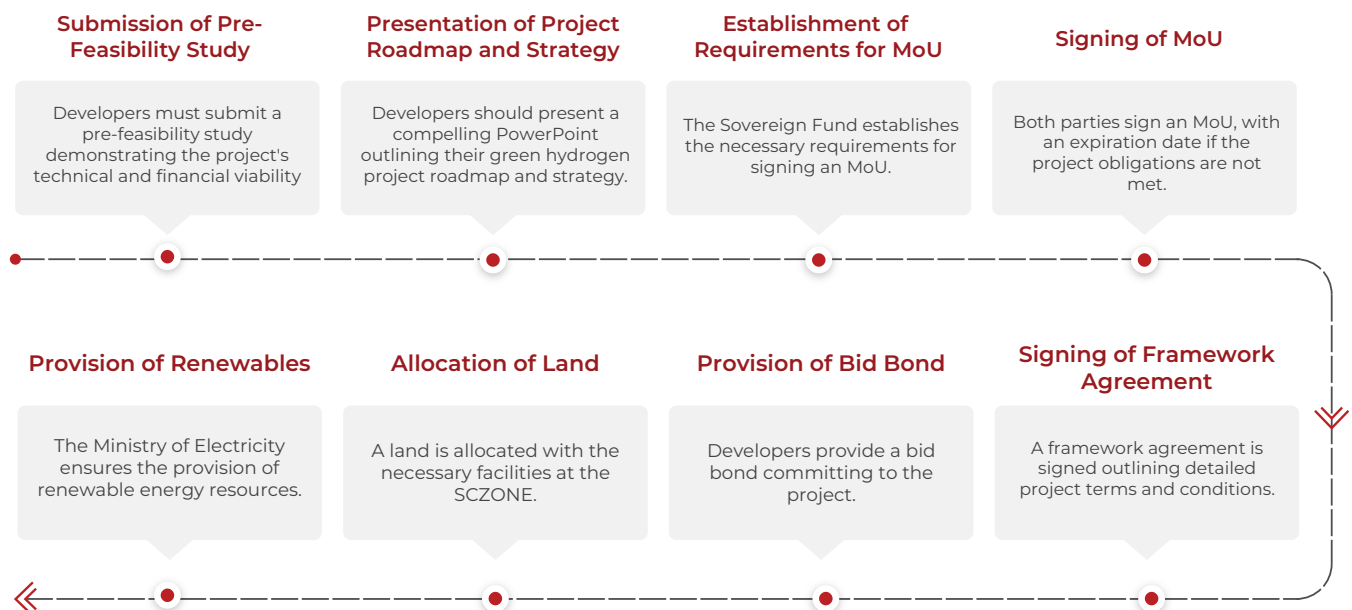 Submission of Pre-
Feasibility Study
Developers must submit a
pre-feasibility study
demonstrating the project's
technical and financial viability
Presentation of Project
Roadmap and Strategy
Developers should present a
compelling PowerPoint
outlining their green hydrogen
project roadmap and strategy.
Establishment of
Requirements for MoU
The Sovereign Fund establishes
the necessary requirements for
signing an MoU.
Signing of MoU
Both parties sign an MoU, with
an expiration date if the
project obligations are not
met.
Signing of Framework
Agreement
A framework agreement is
signed outlining detailed
project terms and conditions.
Provision of Bid Bond
Developers provide a bid
bond committing to the
project.
Allocation of Land
A land is allocated with the
necessary facilities at the
SCZONE.
Provision of Renewables
The Ministry of Electricity
ensures the provision of
renewable energy resources.